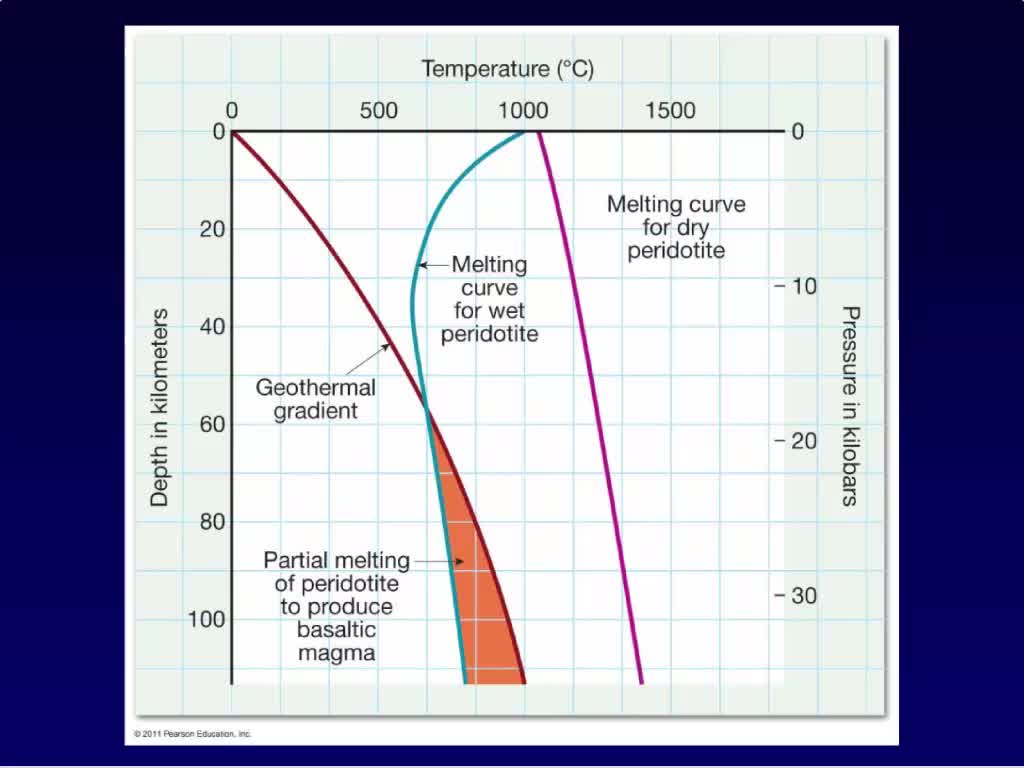 Temperature (°C)
0 500 1000 1500
0
20
40
60
80
100
Depth in kilometers
0
10
20
30
Pressure in kilobars
Melting curve
for dry
peridotite
Melting
curve
for wet
peridotite
Geothermal
gradient
Partial melting
of peridotite
to produce
basaltic
magma
© 2011 Pearson Education, Inc.